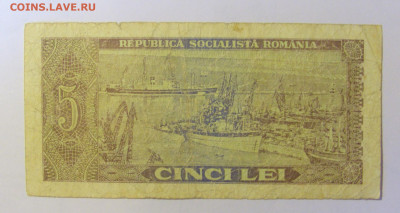 COINS.LAVE.RU
REPUBLICA SOCIALISTĂ ROMÂNIA
5
CINCI LEI